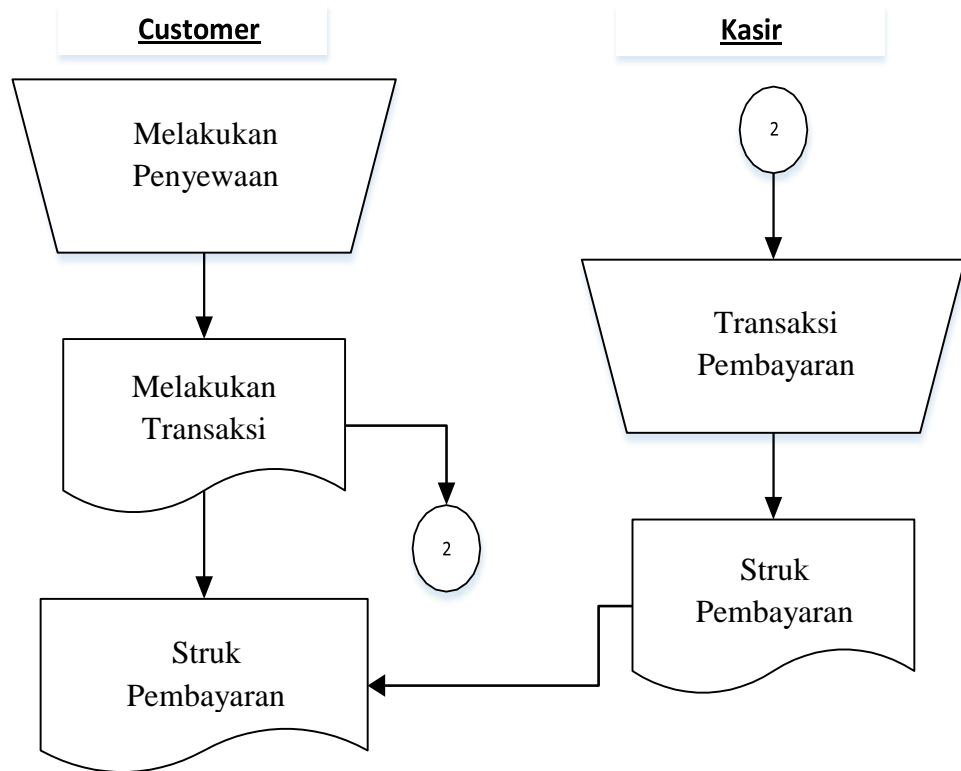 Customer
Kasir
Melakukan
Penyewaan
2
Transaksi
Pembayaran
Melakukan
Transaksi
2
Struk
Pembayaran
Struk
Pembayaran